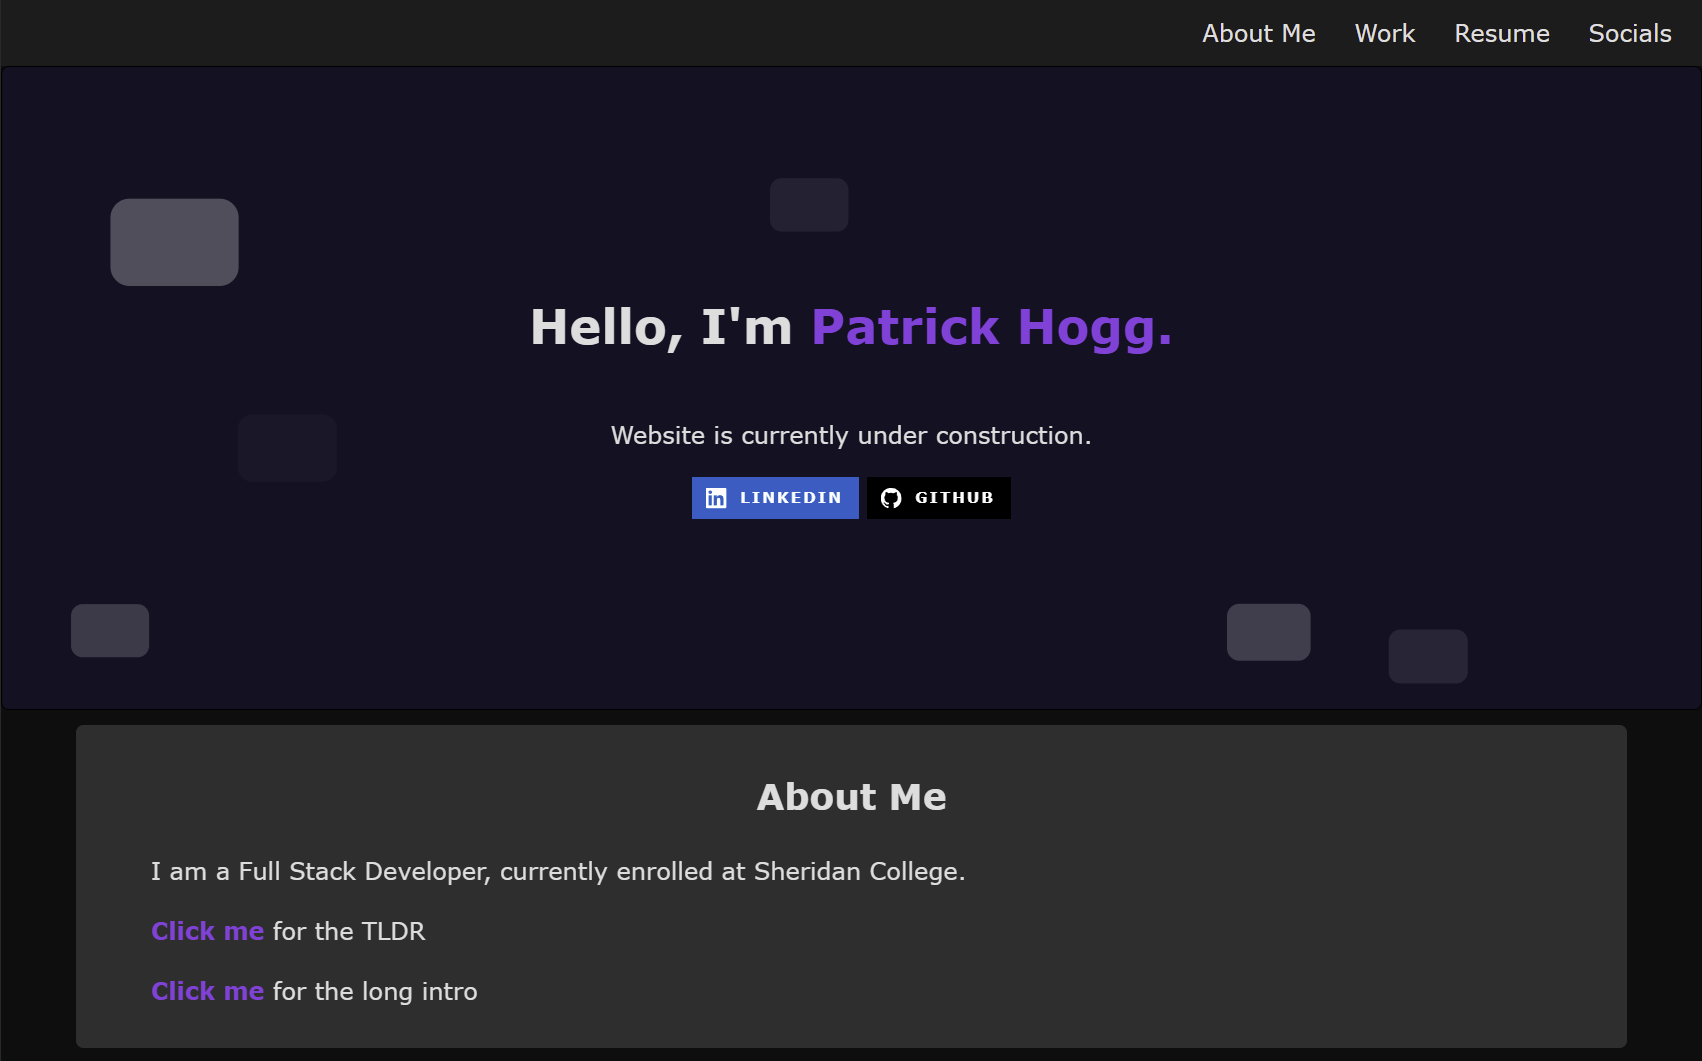 About Me Work Resume Socials
Hello, I'm Patrick Hogg.
Website is currently under construction.
LINKEDIN GITHUB
About Me
I am a Full Stack Developer, currently enrolled at Sheridan College.
Click me for the TLDR
Click me for the long intro